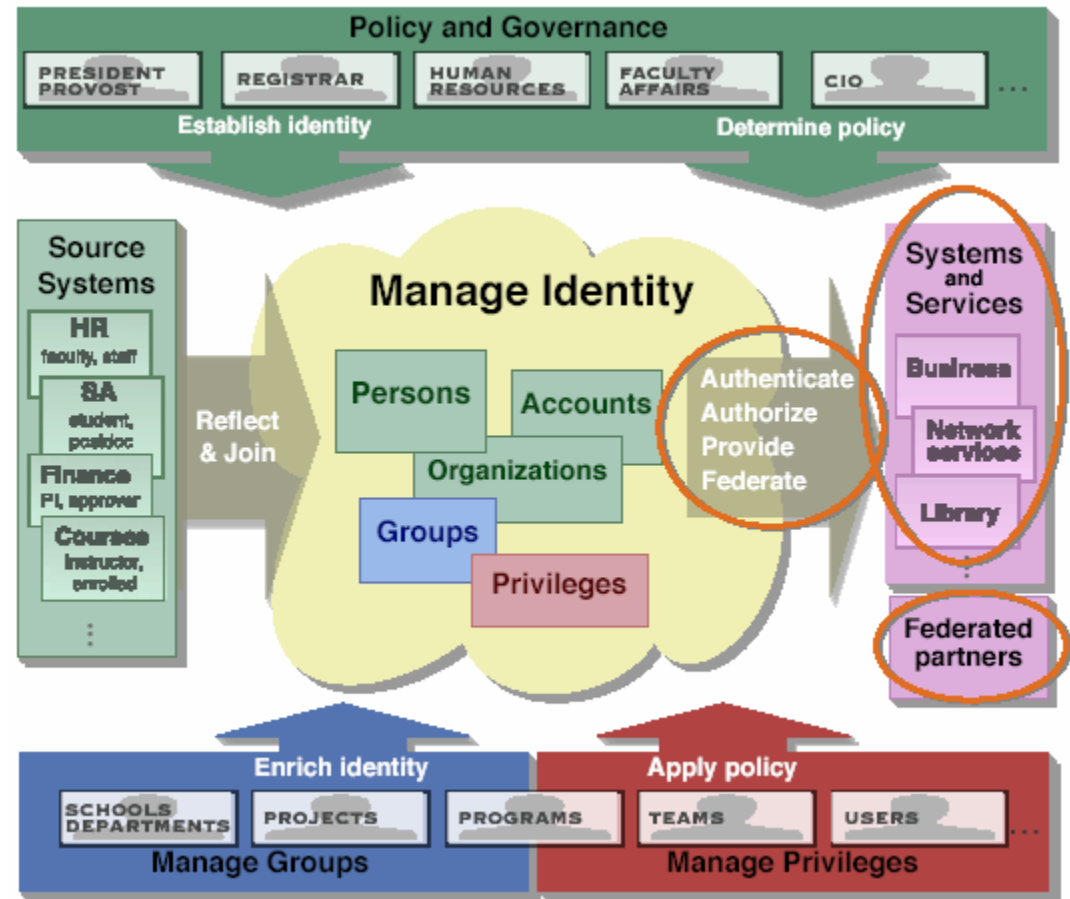 Policy and Governance
PRESIDENT
PROVOST
REGISTRAR
HUMAN
RESOURCES
FACULTY
AFFAIRS
CIO
...
Establish identity
Determine policy
Source
Systems
HR
faculty, staff
SA
student,
postdoc
Finance
PI, approver
Courses
instructor,
enrolled
...
Reflect
& Join
Manage Identity
Persons
Accounts
Organizations
Groups
Privileges
Authenticate
Authorize
Provide
Federate
Systems
and
Services
Business
Network
services
Library
...
Federated
partners
Enrich identity
Apply policy
SCHOOLS
DEPARTMENTS
PROJECTS
PROGRAMS
TEAMS
USERS
...
Manage Groups
Manage Privileges